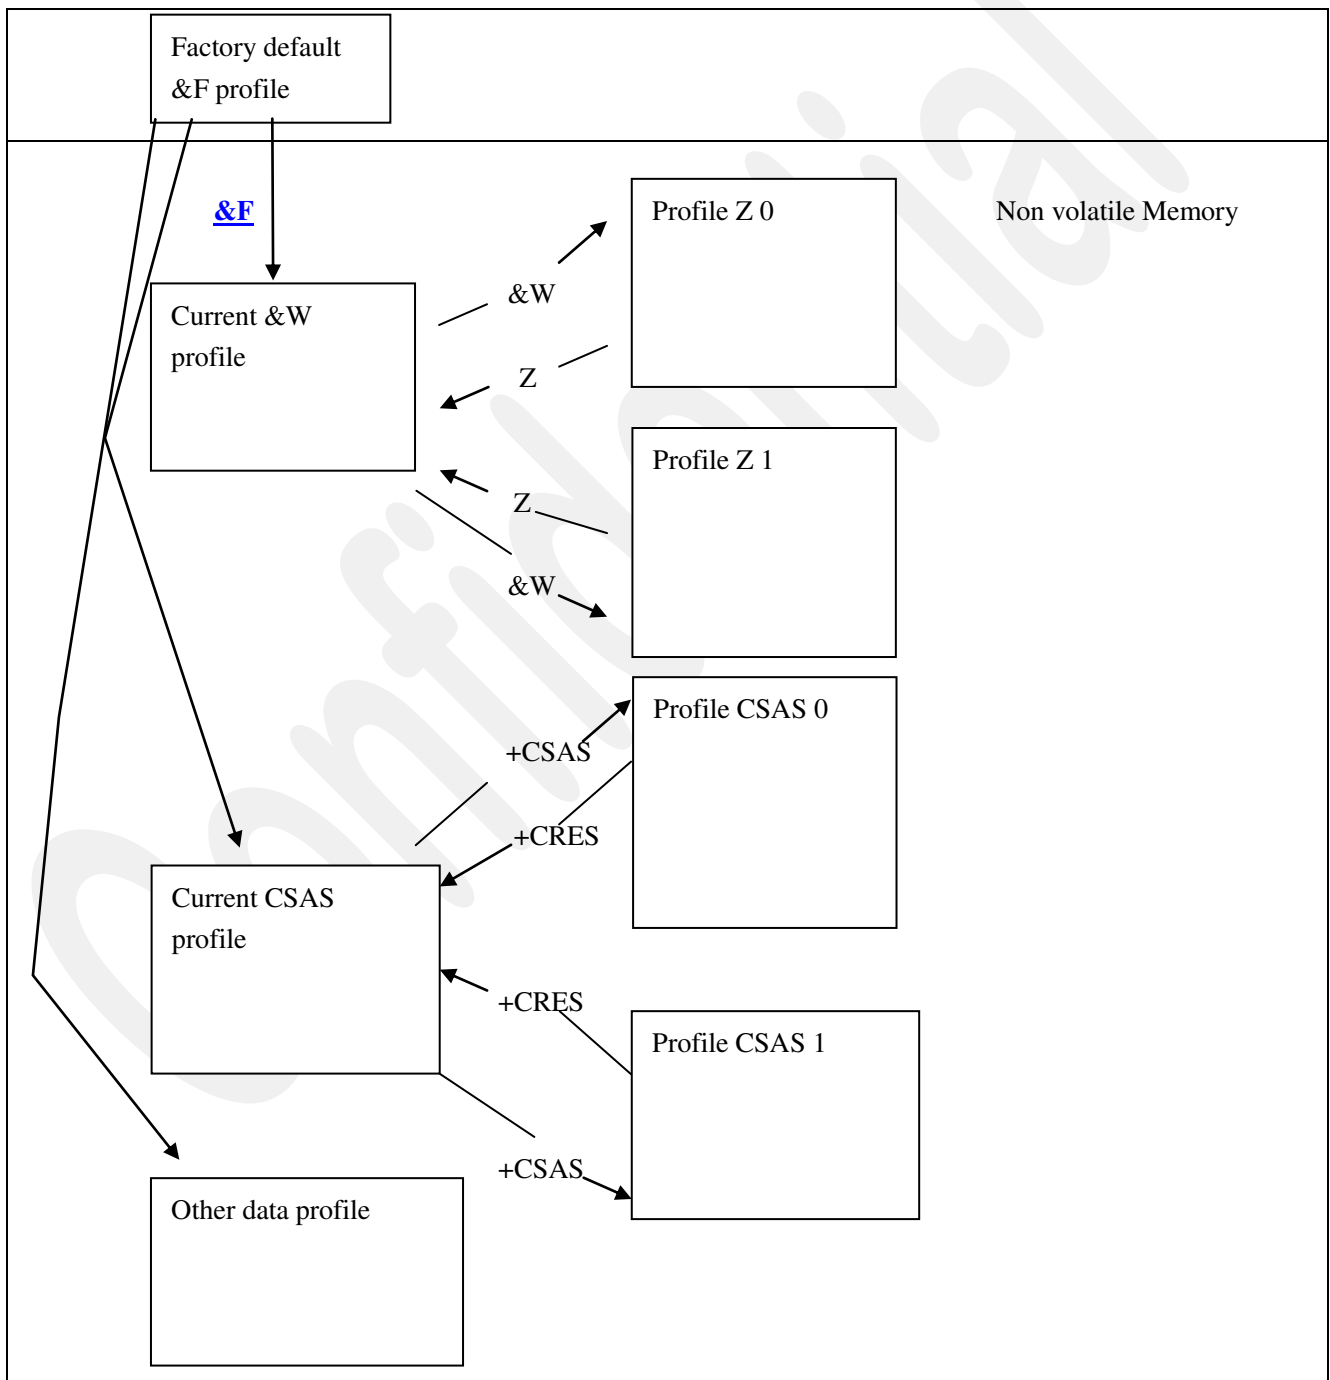 Factory default
&F profile
&F
Profile Z 0
Non volatile Memory
&W
Current &W
profile
Z
Profile Z 1
Z
&W
Profile CSAS 0
+CSAS
+CRES
Current CSAS
profile
+CRES
Profile CSAS 1
+CSAS
Other data profile
Confidential